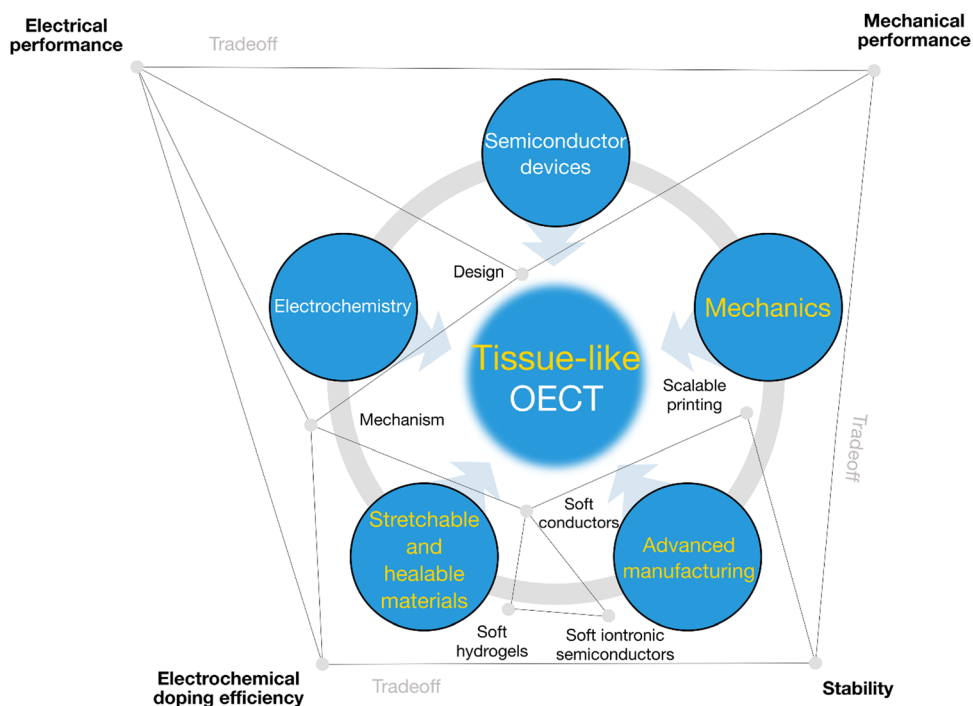 Electrical
performance
Tradeoff
Mechanical
performance
Semiconductor
devices
Design
Electrochemistry
Mechanics
Tissue-like
OECT
Scalable
printing
Mechanism
Tradeoff
Stretchable
and
healable
materials
Soft
conductors
Advanced
manufacturing
Soft
hydrogels
Soft iontronic
semiconductors
Electrochemical
doping efficiency
Tradeoff
Stability